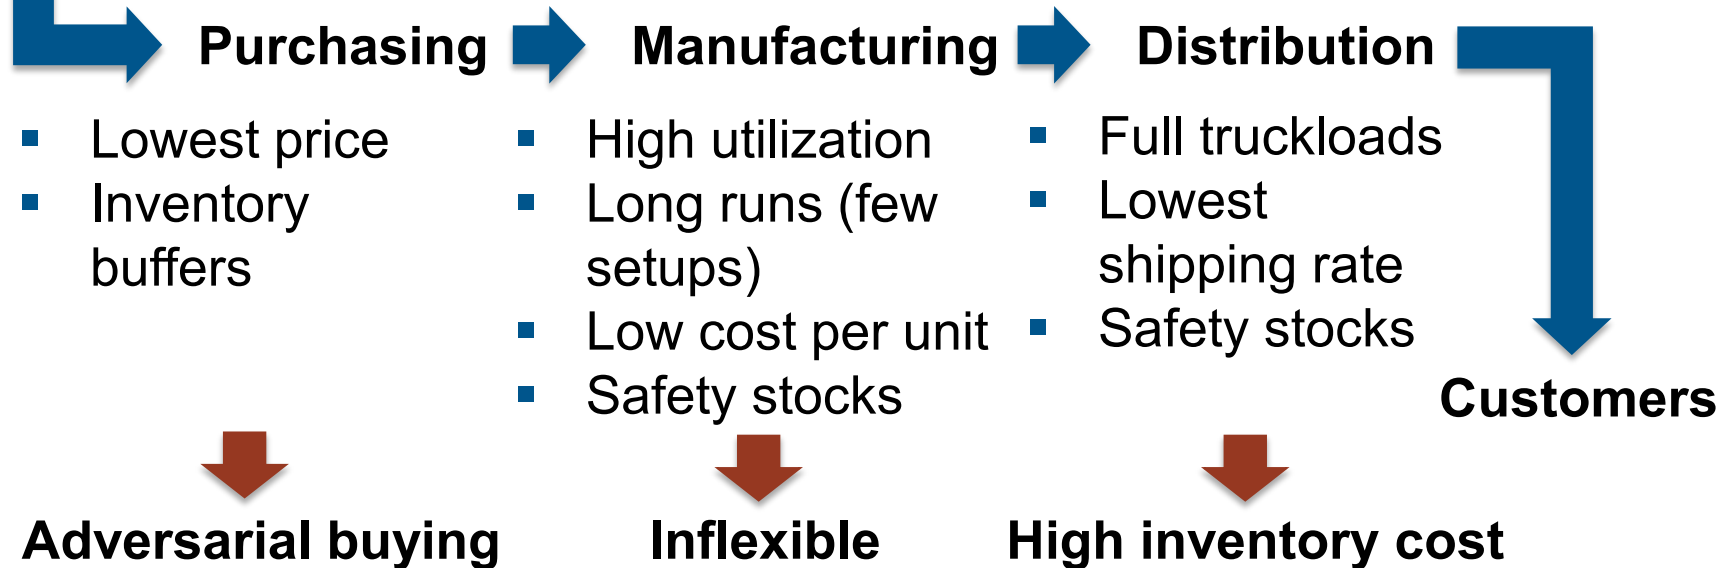 Purchasing
Manufacturing
Distribution
Lowest price
Inventory
buffers
High utilization
Long runs (few
setups)
Low cost per unit
Safety stocks
Full truckloads
Lowest
shipping rate
Safety stocks
Customers
Adversarial buying
Inflexible
High inventory cost